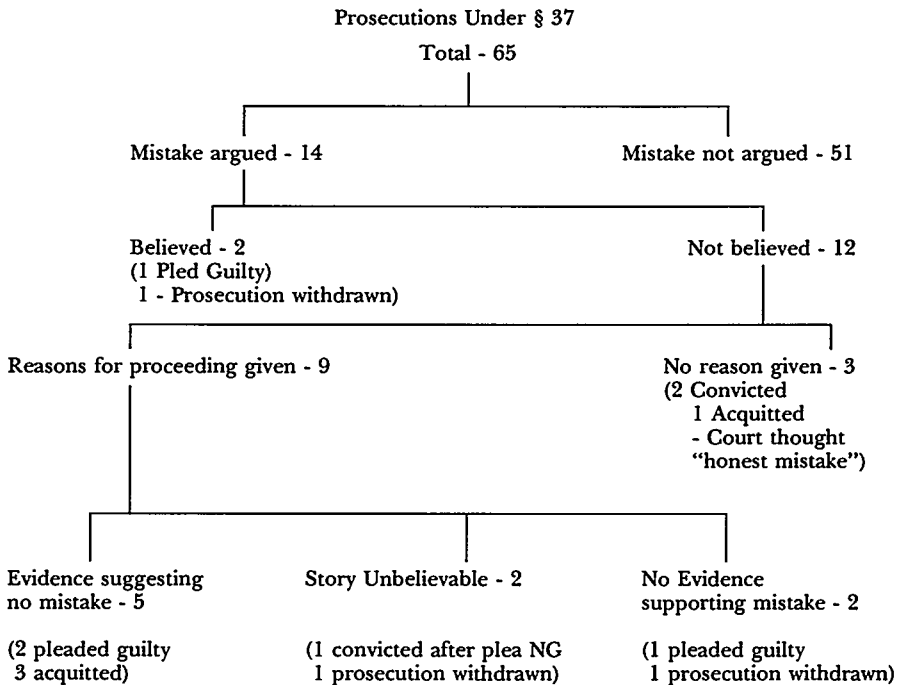 Prosecutions Under § 37
Total - 65
Mistake argued - 14
Mistake not argued - 51
Believed - 2
(1 Pled Guilty)
1 - Prosecution withdrawn)
Not believed - 12
Reasons for proceeding given - 9
No reason given - 3
(2 Convicted
1 Acquitted
- Court thought
“honest mistake”)
Evidence suggesting
no mistake - 5
(2 pleaded guilty
3 acquitted)
Story Unbelievable - 2
(1 convicted after plea NG
1 prosecution withdrawn)
No Evidence
supporting mistake - 2
(1 pleaded guilty
1 prosecution withdrawn)